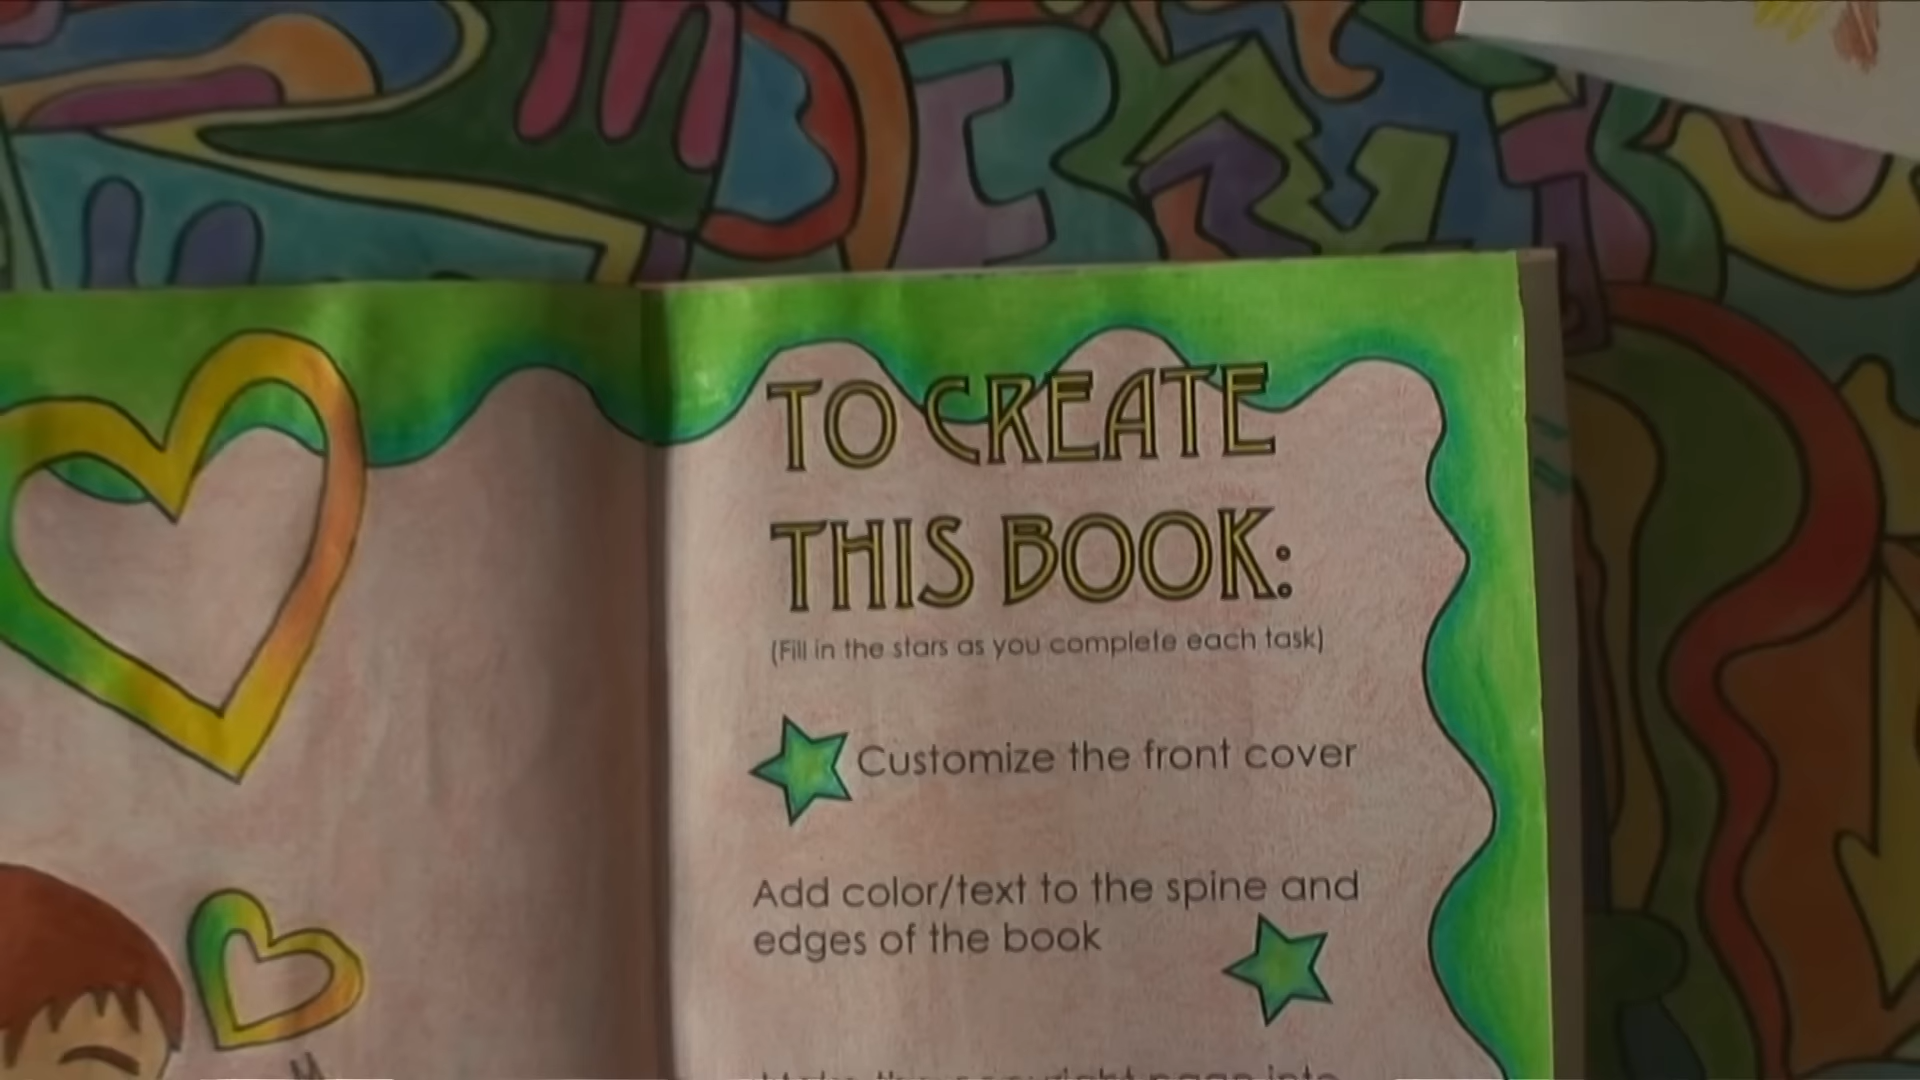 TO CREATE
THIS BOOK:
(Fill in the stars as you complete each task)
Customize the front cover
Add color/text to the spine and
edges of the book